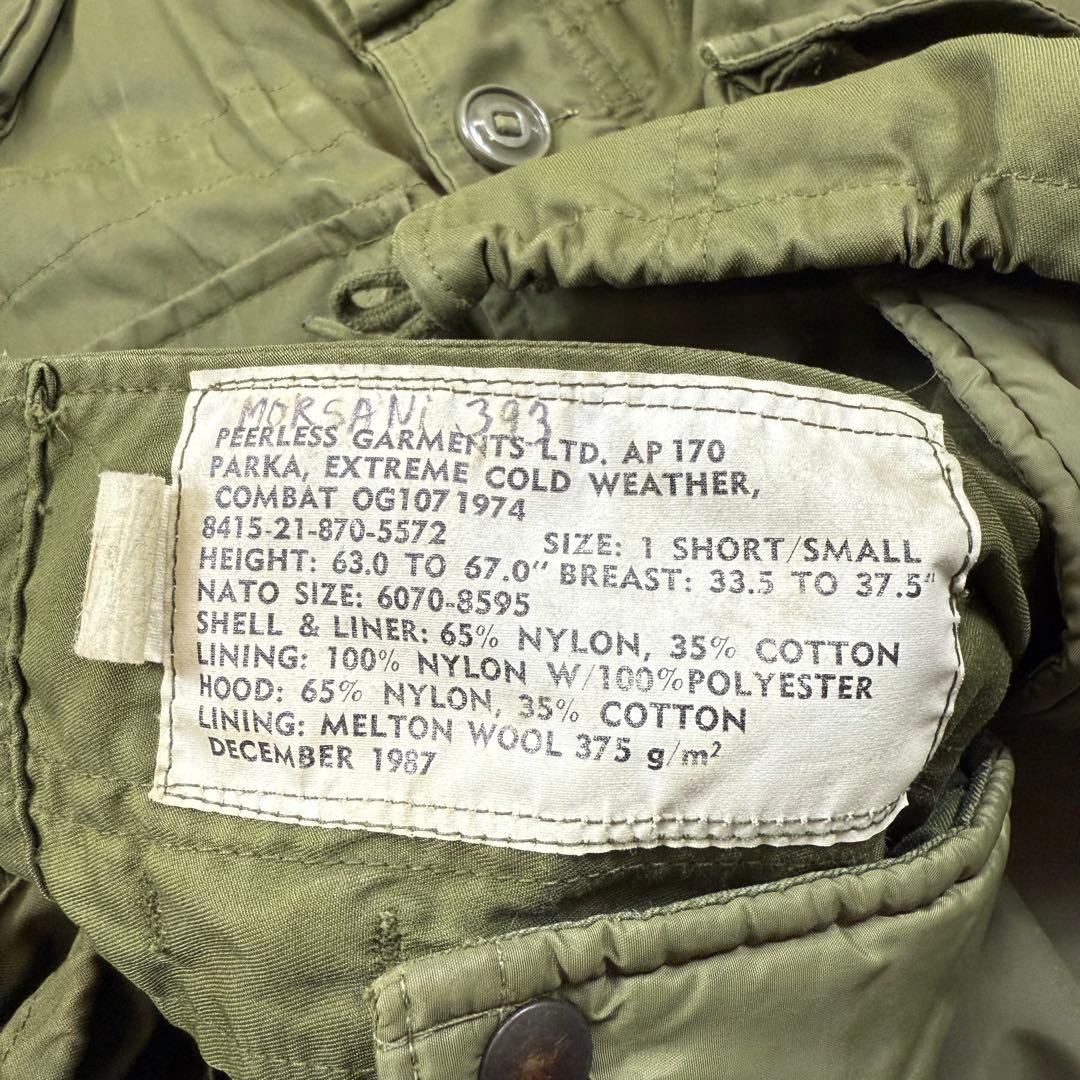 MORSANI 393
PEERLESS GARMENTS LTD. AP 170
PARKA, EXTREME COLD WEATHER,
COMBAT OG107 1974
8415-21-870-5572
SIZE: 1 SHORT/SMALL
HEIGHT: 63.0 TO 67.0" BREAST: 33.5 TO 37.5"
NATO SIZE: 6070-8595
SHELL & LINER: 65% NYLON, 35% COTTON
LINING: 100% NYLON W/100% POLYESTER
HOOD: 65% NYLON, 35% COTTON
LINING: MELTON WOOL 375 g/m²
DECEMBER 1987